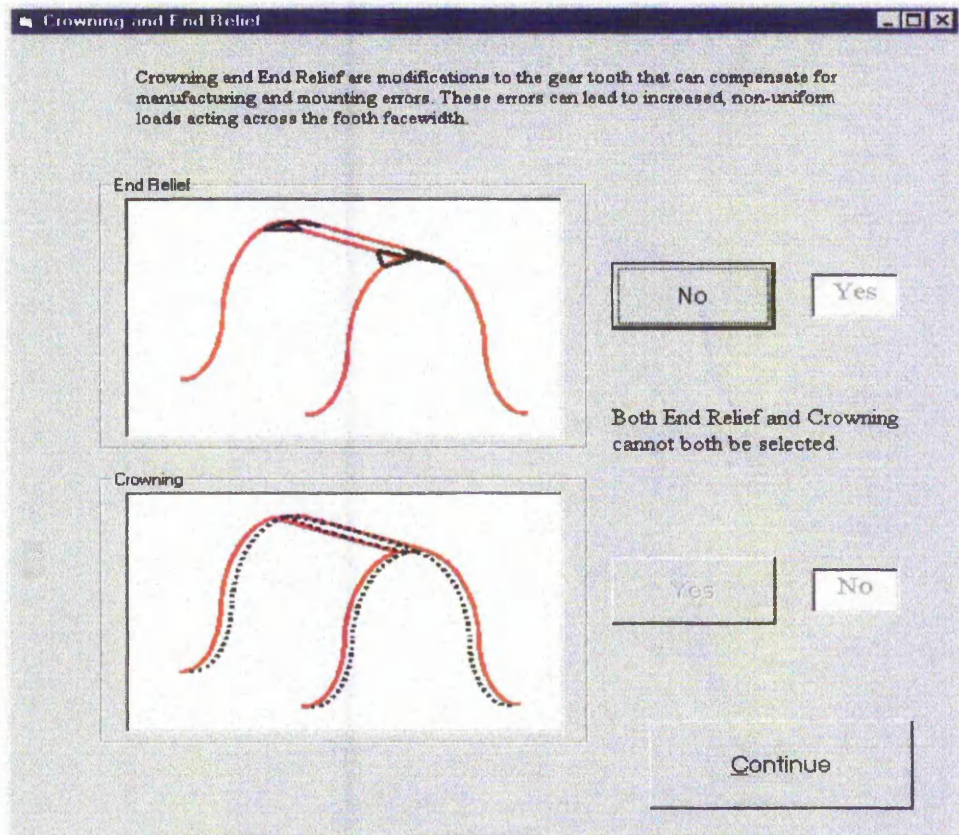 Crowning and End Relief
Crowning and End Relief are modifications to the gear tooth that can compensate for
manufacturing and mounting errors. These errors can lead to increased, non-uniform
loads acting across the tooth facewidth.
End Relief
No
Yes
Both End Relief and Crowning
cannot both be selected.
Crowning
Yes
No
Continue